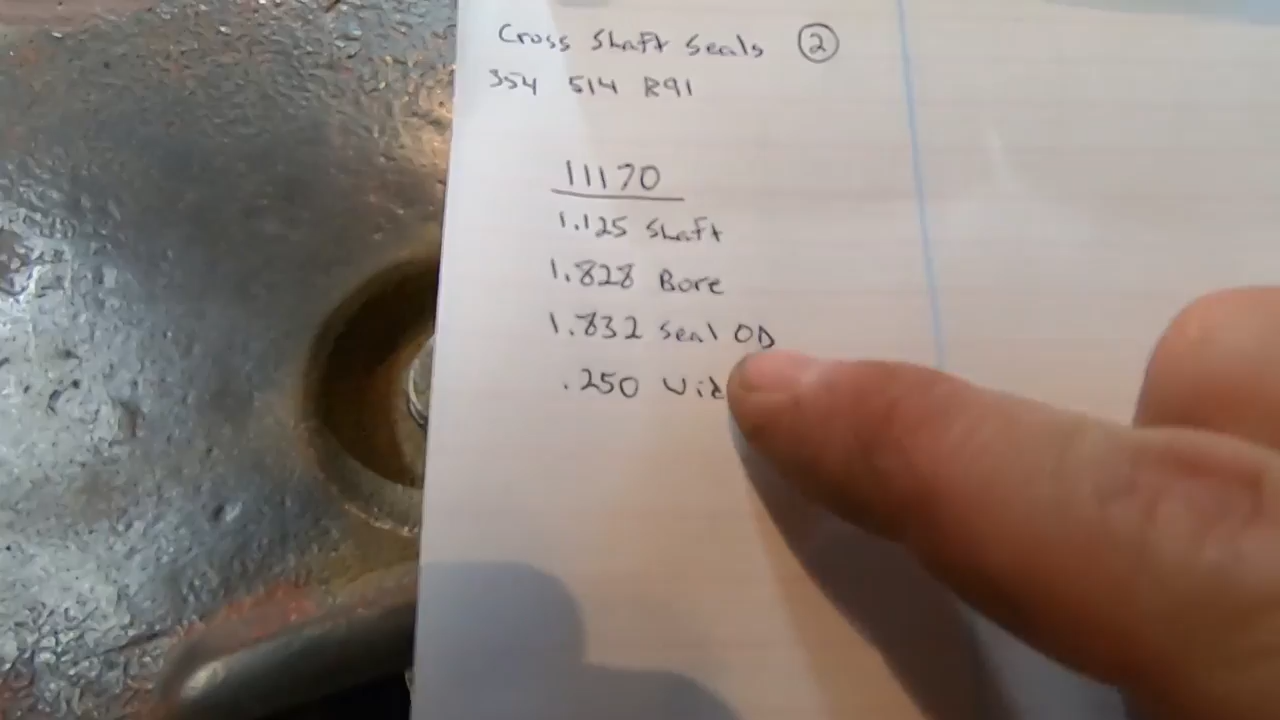 Cross Shaft Seals 2
354 514 R91
11170
1.125 Shaft
1.828 Bore
1.832 Seal OD
.250